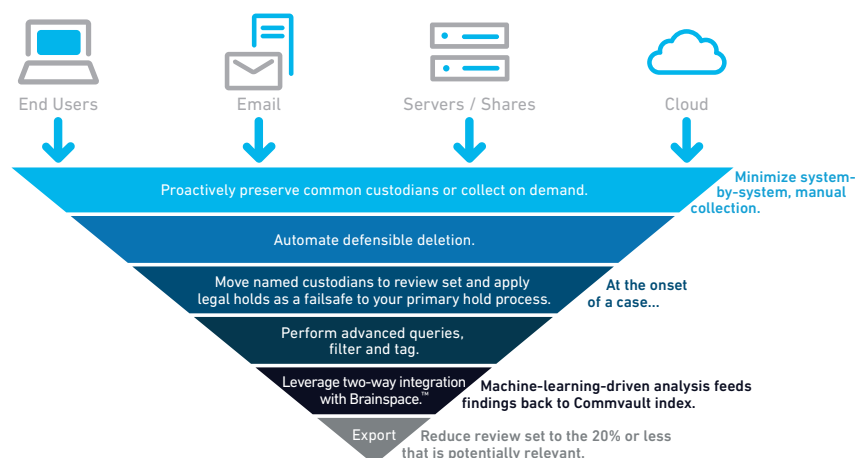 End Users
Email
Servers / Shares
Cloud
Proactively preserve common custodians or collect on demand.
Minimize system-
by-system, manual
collection.
Automate defensible deletion.
Move named custodians to review set and apply
legal holds as a failsafe to your primary hold process.
At the onset
of a case...
Perform advanced queries,
filter and tag.
Leverage two-way integration
with Brainspace.™
Machine-learning-driven analysis feeds
findings back to Commvault index.
Export
Reduce review set to the 20% or less
that is potentially relevant.